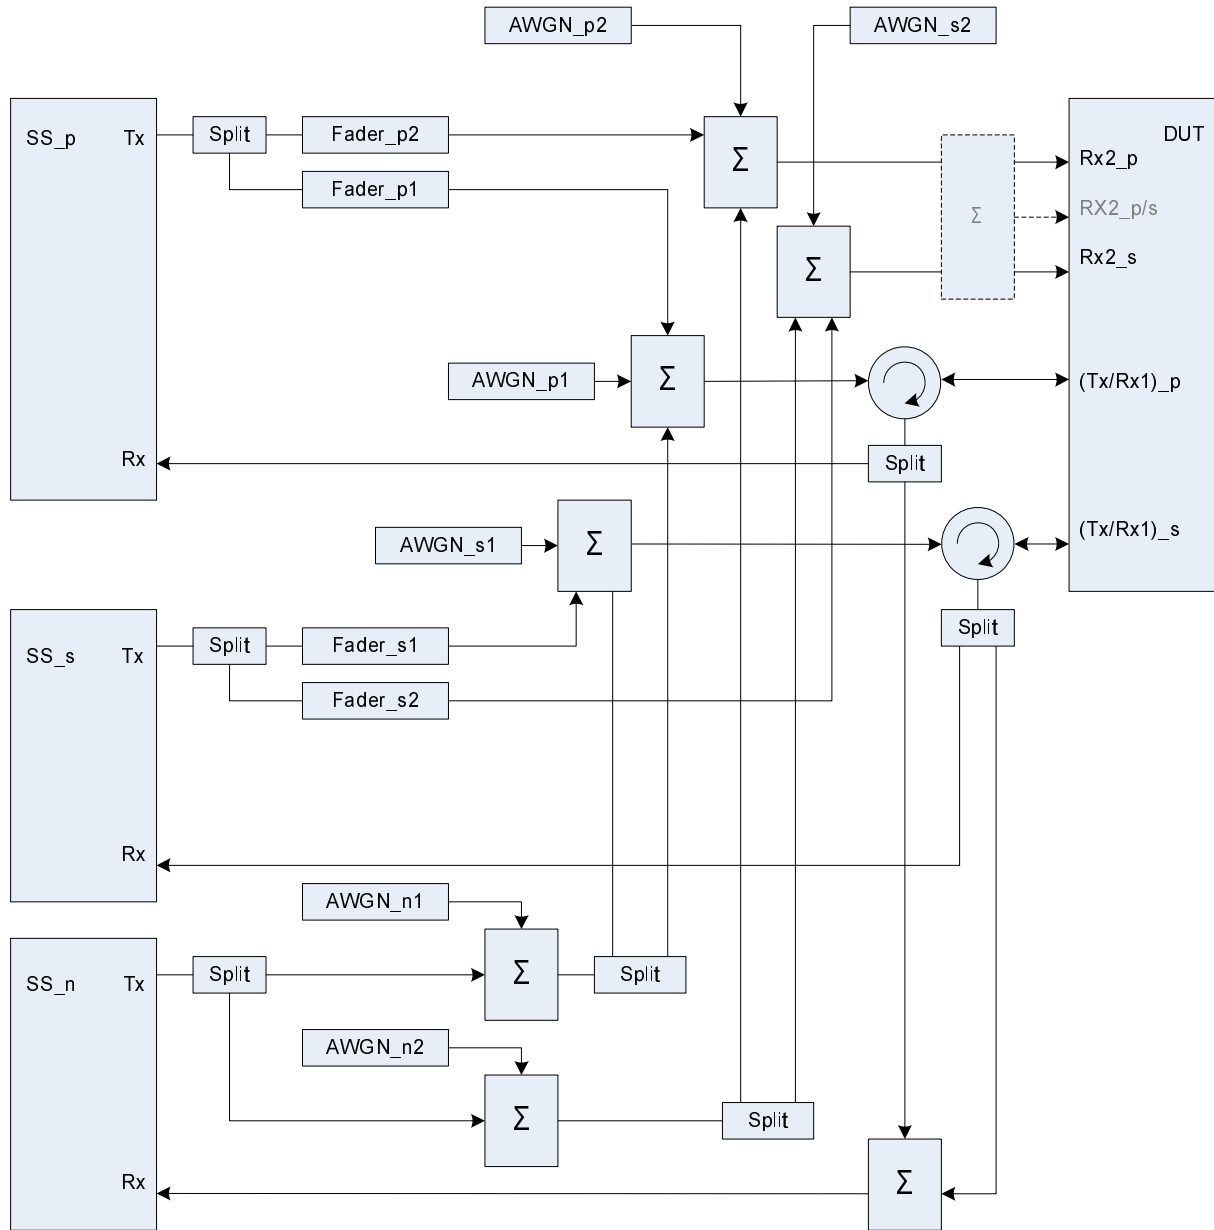 AWGN_p2
AWGN_s2
SS_p
Tx
Split
Fader_p2
Σ
DUT
Rx2_p
Fader_p1
Σ
RX2_p/s
Σ
Rx2_s
AWGN_p1
Σ
(Tx/Rx1)_p
Rx
Split
AWGN_s1
Σ
(Tx/Rx1)_s
SS_s
Tx
Split
Fader_s1
Split
Fader_s2
Rx
AWGN_n1
SS_n
Tx
Split
Σ
Split
AWGN_n2
Σ
Split
Rx
Σ